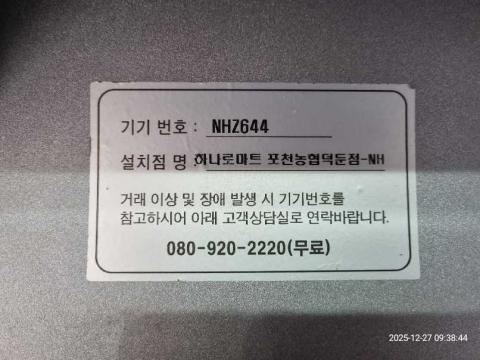 기기 번호 : NHZ644
설치점 명 하나로마트 포천농협덕둔점-NH
거래 이상 및 장애 발생 시 기기번호를
참고하시어 아래 고객상담실로 연락바랍니다.
080-920-2220(무료)
2025-12-27 09:38:44